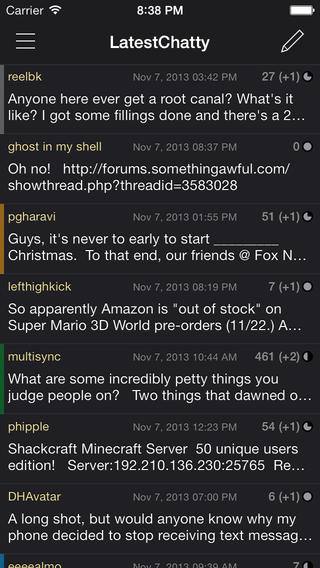 Carrier 8:38 PM
LatestChatty
reelbk Nov 7, 2013 03:42 PM 27 (+1)
Anyone here ever get a root canal? What's it
like? I got some fillings done and there's a 2...
ghost in my shell Nov 7, 2013 08:37 PM 0
Oh no! http://forums.somethingawful.com/
showthread.php?threadid=3583028
pgharavi Nov 7, 2013 01:55 PM 51 (+1)
Guys, it's never to early to start _________
Christmas. To that end, our friends @ Fox N...
lefthighkick Nov 7, 2013 08:19 PM 7 (+1)
So apparently Amazon is "out of stock" on
Super Mario 3D World pre-orders (11/22.) A...
multisync Nov 7, 2013 10:44 AM 461 (+2)
What are some incredibly petty things you
judge people on? Two things that dawned o...
phipple Nov 7, 2013 12:23 PM 54 (+1)
Shackcraft Minecraft Server 50 unique users
edition! Server:192.210.136.230:25765 Re...
DHAvatar Nov 7, 2013 07:00 PM 6 (+1)
A long shot, but would anyone know why my
phone decided to stop receiving text messag...
eeeealmo Nov 7, 2013 09:39 AM 7